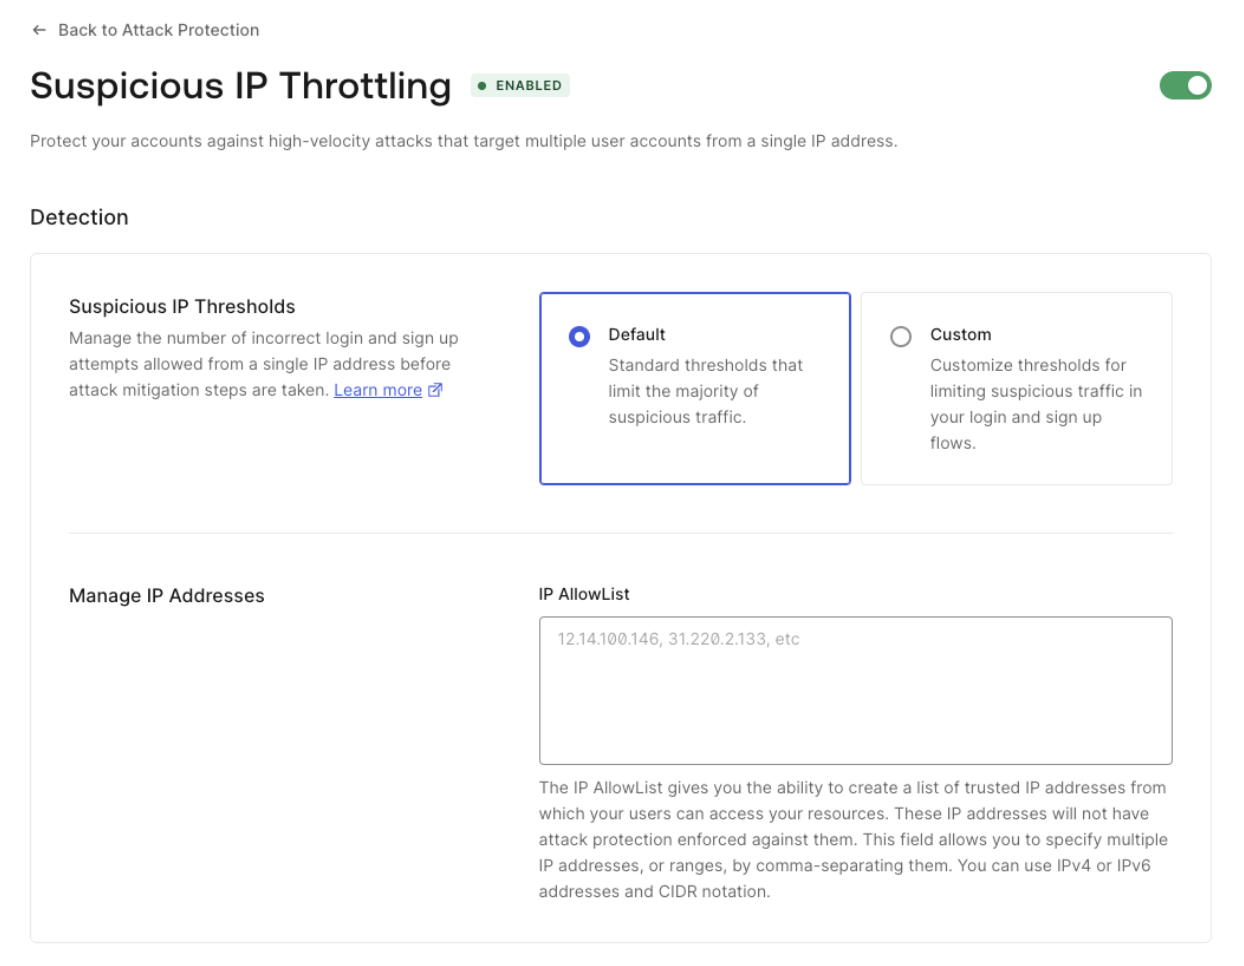 ← Back to Attack Protection
Suspicious IP Throttling
ENABLED
Protect your accounts against high-velocity attacks that target multiple user accounts from a single IP address.
Detection
Suspicious IP Thresholds
Manage the number of incorrect login and sign up
attempts allowed from a single IP address before
attack mitigation steps are taken. Learn more
Default
Standard thresholds that
limit the majority of
suspicious traffic.
Custom
Customize thresholds for
limiting suspicious traffic in
your login and sign up
flows.
Manage IP Addresses
IP AllowList
12.14.100.146, 31.220.2.133, etc
The IP AllowList gives you the ability to create a list of trusted IP addresses from
which your users can access your resources. These IP addresses will not have
attack protection enforced against them. This field allows you to specify multiple
IP addresses, or ranges, by comma-separating them. You can use IPv4 or IPv6
addresses and CIDR notation.